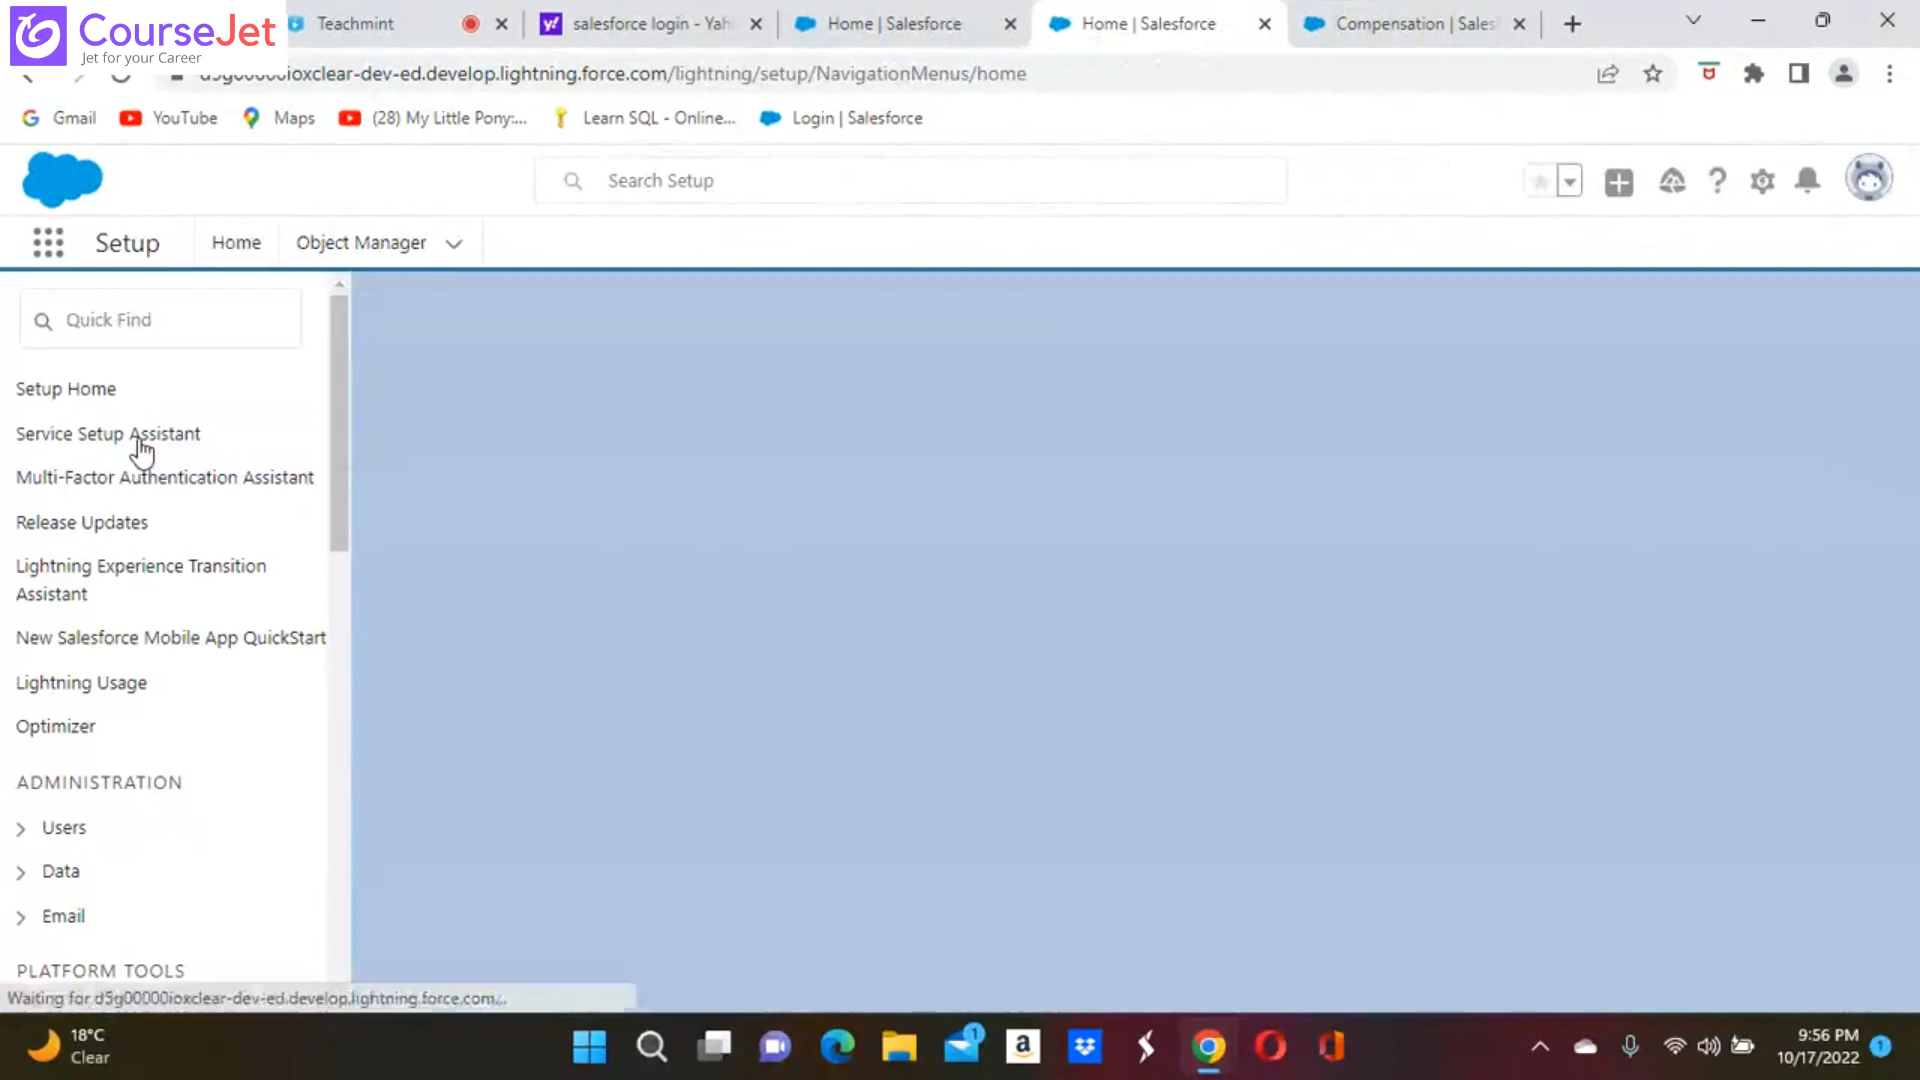 CourseJet
Jet for your Career
Teachmint
salesforce login - Yah
Home | Salesforce
Home | Salesforce
Compensation | Sales
d5g00000ioxclear-dev-ed.develop.lightning.force.com/lightning/setup/NavigationMenus/home
Gmail
YouTube
Maps
(28) My Little Pony:...
Learn SQL - Online...
Login | Salesforce
Search Setup
Setup
Home
Object Manager
Quick Find
Setup Home
Service Setup Assistant
Multi-Factor Authentication Assistant
Release Updates
Lightning Experience Transition
Assistant
New Salesforce Mobile App QuickStart
Lightning Usage
Optimizer
ADMINISTRATION
Users
Data
Email
PLATFORM TOOLS
Waiting for d5g00000ioxclear-dev-ed.develop.lightning.force.com...
18°C
Clear
1
9:56 PM
10/17/2022
1